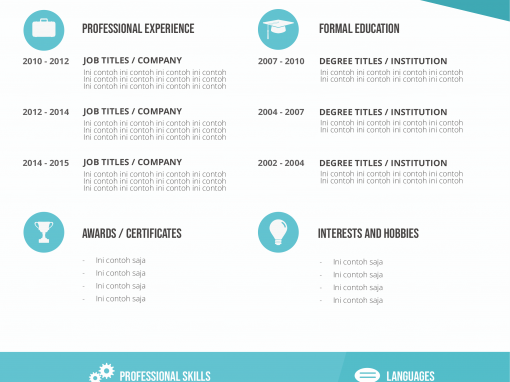 PROFESSIONAL EXPERIENCE
2010 - 2012 JOB TITLES / COMPANY
Ini contoh ini contoh ini contoh ini contoh
Ini contoh ini contoh ini contoh ini contoh
Ini contoh ini contoh ini contoh ini contoh
2012 - 2014 JOB TITLES / COMPANY
Ini contoh ini contoh ini contoh ini contoh
Ini contoh ini contoh ini contoh ini contoh
Ini contoh ini contoh ini contoh ini contoh
2014 - 2015 JOB TITLES / COMPANY
Ini contoh ini contoh ini contoh ini contoh
Ini contoh ini contoh ini contoh ini contoh
Ini contoh ini contoh ini contoh ini contoh
FORMAL EDUCATION
2007 - 2010 DEGREE TITLES / INSTITUTION
Ini contoh ini contoh ini contoh ini contoh
Ini contoh ini contoh ini contoh ini contoh
2004 - 2007 DEGREE TITLES / INSTITUTION
Ini contoh ini contoh ini contoh ini contoh
Ini contoh ini contoh ini contoh ini contoh
2002 - 2004 DEGREE TITLES / INSTITUTION
Ini contoh ini contoh ini contoh ini contoh
Ini contoh ini contoh ini contoh ini contoh
AWARDS / CERTIFICATES
- Ini contoh saja
- Ini contoh saja
- Ini contoh saja
- Ini contoh saja
INTERESTS AND HOBBIES
- Ini contoh saja
- Ini contoh saja
- Ini contoh saja
- Ini contoh saja
PROFESSIONAL SKILLS
LANGUAGES